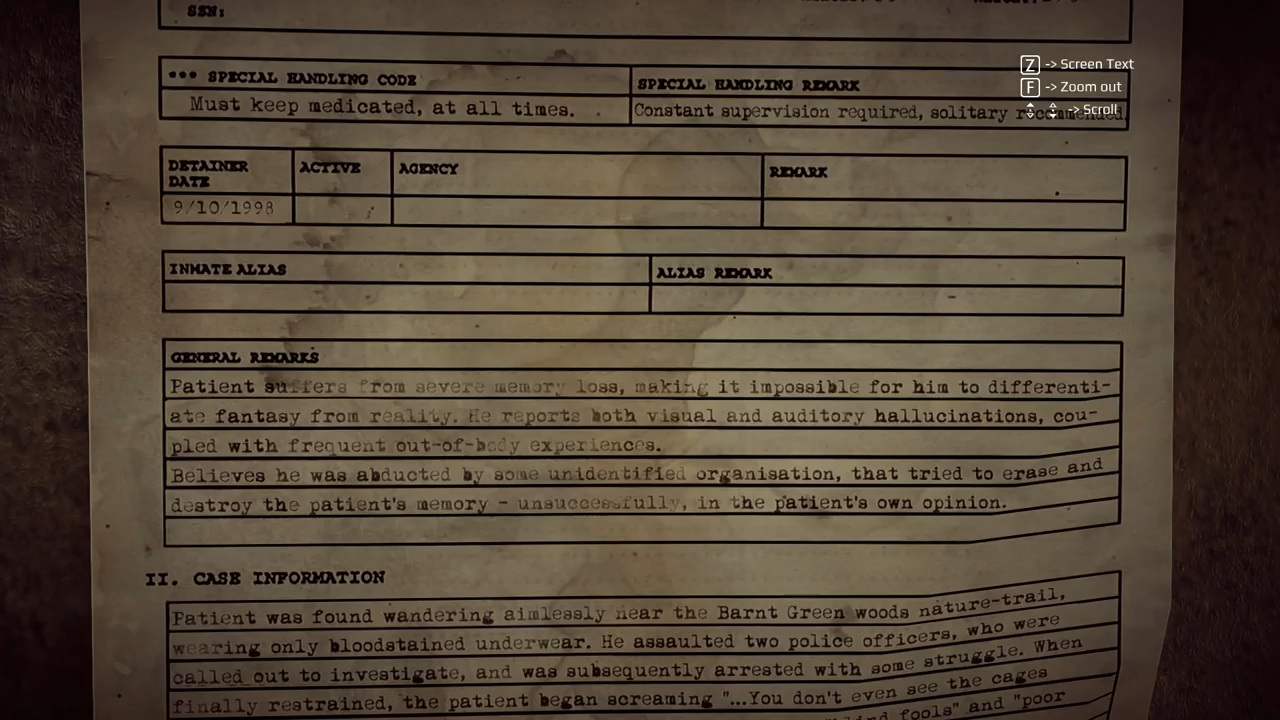 SSN:
*** SPECIAL HANDLING CODE
SPECIAL HANDLING REMARK
Must keep medicated, at all times.
Constant supervision required, solitary recommended.
Z -> Screen Text
F -> Zoom out
-> Scroll
DETAINER DATE
ACTIVE
AGENCY
REMARK
9/10/1998
INMATE ALIAS
ALIAS REMARK
GENERAL REMARKS
Patient suffers from severe memory loss, making it impossible for him to differenti-
ate fantasy from reality. He reports both visual and auditory hallucinations, cou-
pled with frequent out-of-body experiences.
Believes he was abducted by some unidentified organisation, that tried to erase and
destroy the patient's memory - unsuccessfully, in the patient's own opinion.
II. CASE INFORMATION
Patient was found wandering aimlessly near the Barnt Green woods nature-trail,
wearing only bloodstained underwear. He assaulted two police officers, who were
called out to investigate, and was subsequently arrested with some struggle. When
finally restrained, the patient began screaming "...You don't even see the cages
fools" and "poor